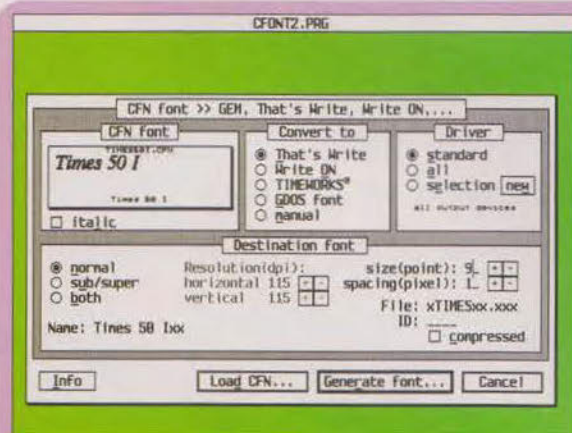 CFONT2.PRG
CFN font >> GEM, That's Write, Write ON,....
CFN font
Times 50 I
Times 50 I
italic
Convert to
That's Write
Write ON
TIMEWORKS®
GDOS font
manual
Driver
standard
all
selection new
all output devices
Destination font
normal
sub/super
both
Resolution(dpi):
horizontal 115 + -
vertical 115 + -
size(point): 9 + -
spacing(pixel): 1 + -
File: xTIMESxx.xxx
ID: ____
compressed
Name: Times 50 Ixx
Info
Load CFN...
Generate font...
Cancel